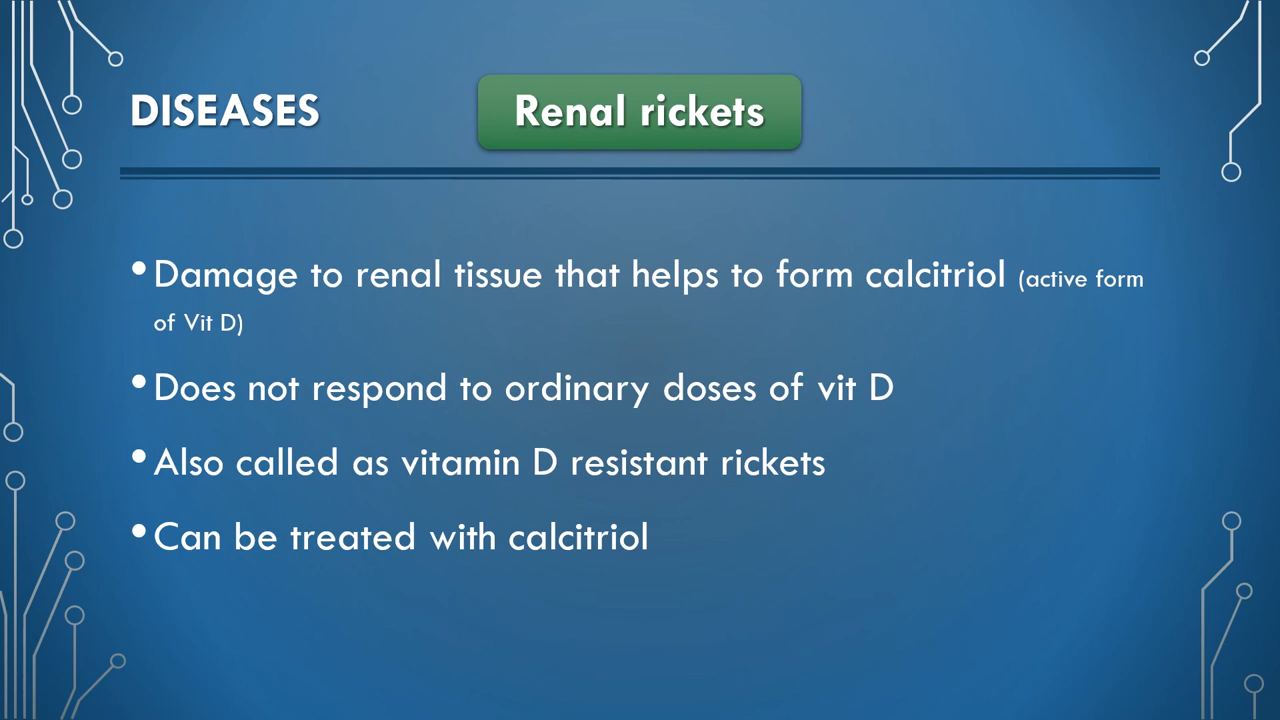 DISEASES
Renal rickets
•Damage to renal tissue that helps to form calcitriol (active form
of Vit D)
•Does not respond to ordinary doses of vit D
•Also called as vitamin D resistant rickets
•Can be treated with calcitriol